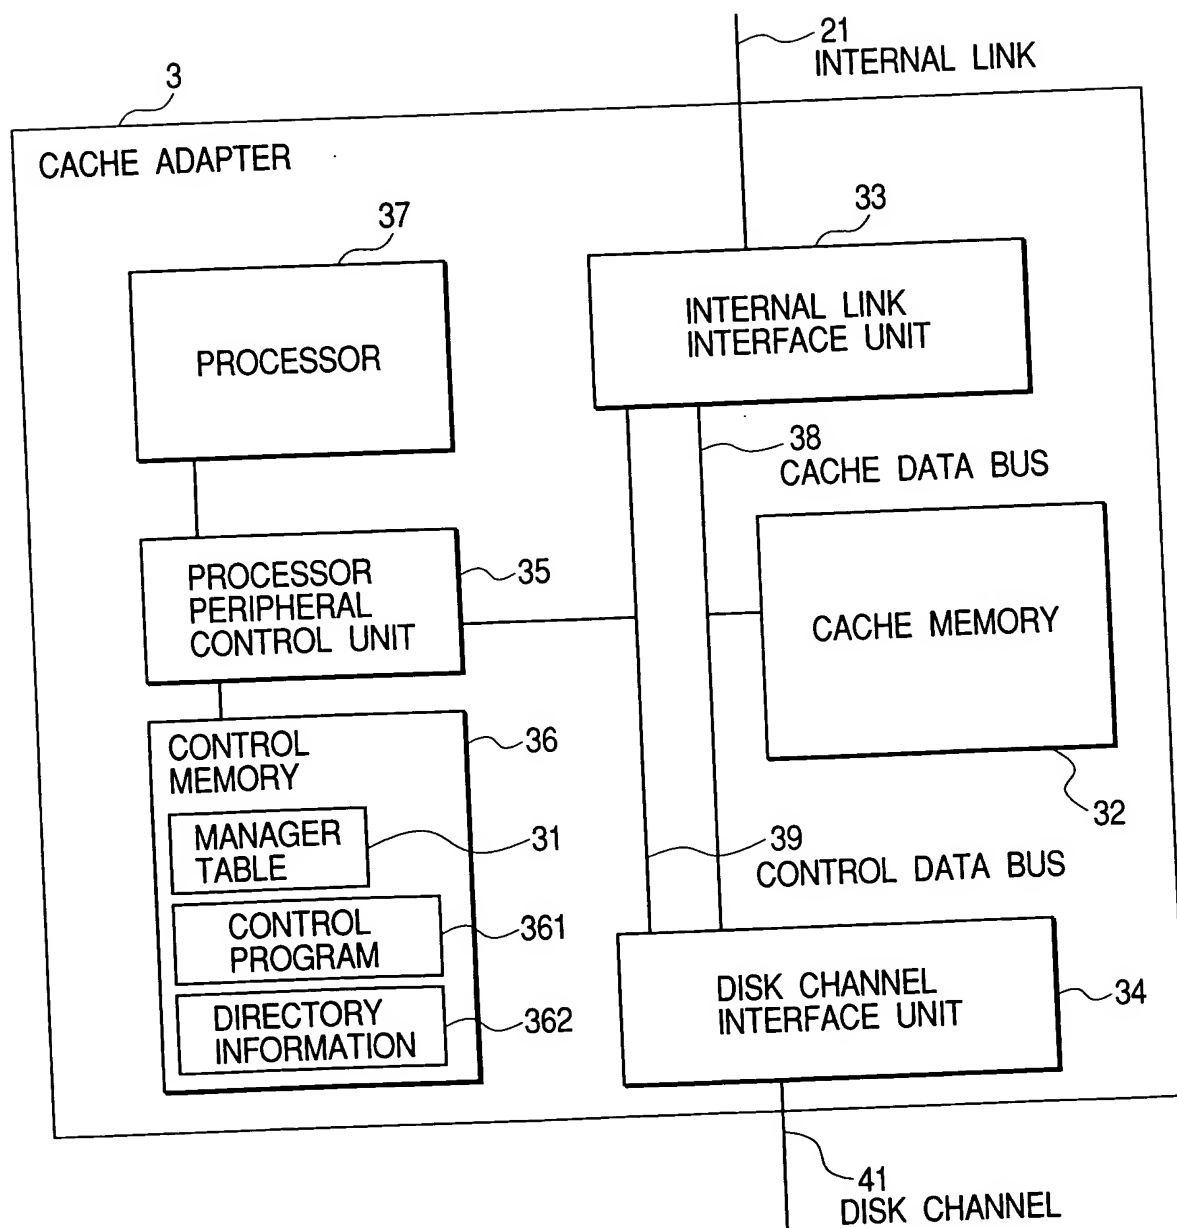 21
INTERNAL LINK
3
CACHE ADAPTER
37
33
PROCESSOR
INTERNAL LINK
INTERFACE UNIT
38
CACHE DATA BUS
PROCESSOR
PERIPHERAL
CONTROL UNIT
35
CACHE MEMORY
32
CONTROL
MEMORY
36
MANAGER
TABLE
31
39
CONTROL DATA BUS
CONTROL
PROGRAM
361
DIRECTORY
INFORMATION
362
DISK CHANNEL
INTERFACE UNIT
34
41
DISK CHANNEL